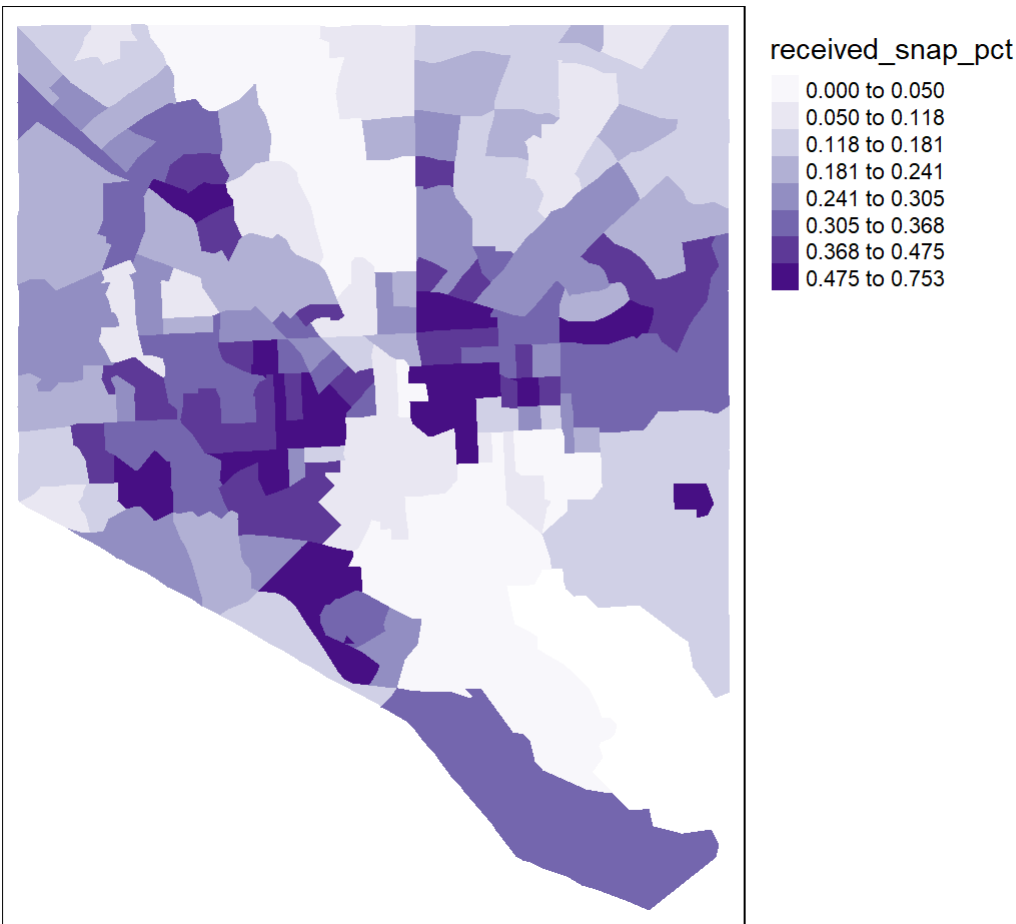 received_snap_pct
0.000 to 0.050
0.050 to 0.118
0.118 to 0.181
0.181 to 0.241
0.241 to 0.305
0.305 to 0.368
0.368 to 0.475
0.475 to 0.753